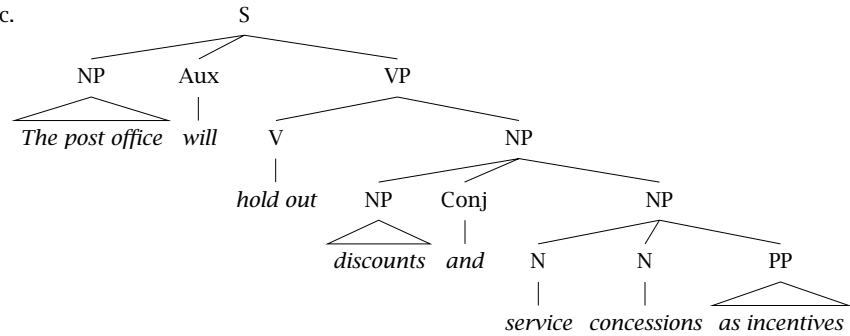 c. S
NP Aux VP
The post office will V NP
hold out NP Conj NP
discounts and N N PP
service concessions as incentives